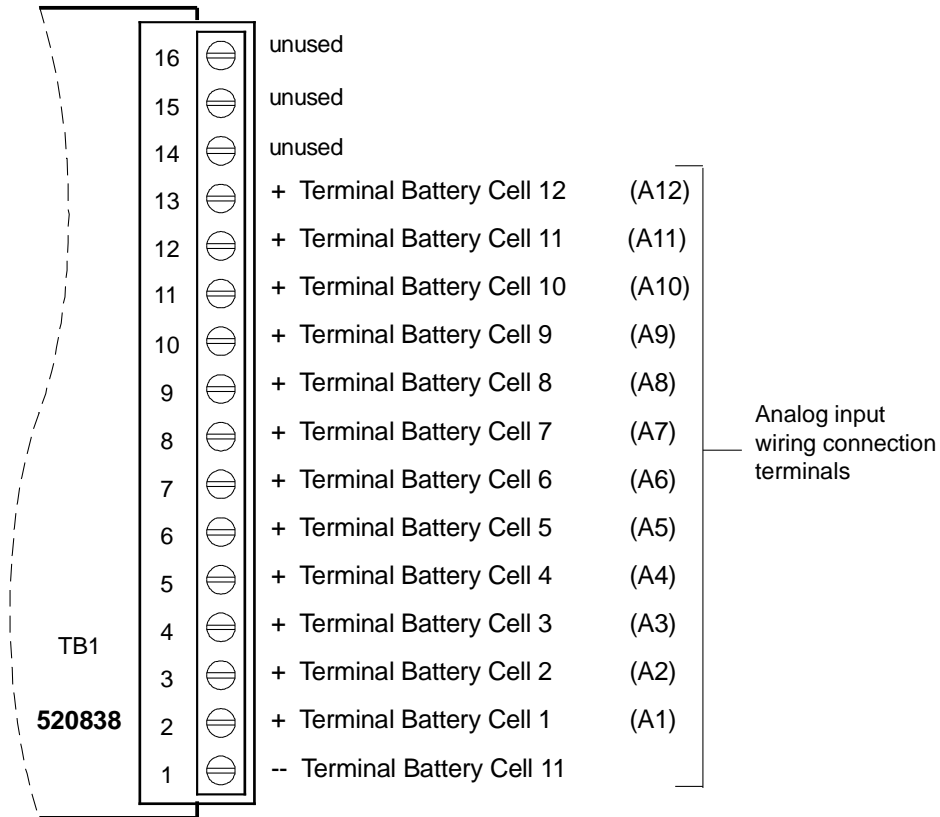 16 unused
15 unused
14 unused
13 + Terminal Battery Cell 12 (A12)
12 + Terminal Battery Cell 11 (A11)
11 + Terminal Battery Cell 10 (A10)
10 + Terminal Battery Cell 9 (A9)
9 + Terminal Battery Cell 8 (A8)
8 + Terminal Battery Cell 7 (A7)
7 + Terminal Battery Cell 6 (A6)
6 + Terminal Battery Cell 5 (A5)
5 + Terminal Battery Cell 4 (A4)
4 + Terminal Battery Cell 3 (A3)
3 + Terminal Battery Cell 2 (A2)
2 + Terminal Battery Cell 1 (A1)
1 -- Terminal Battery Cell 11
TB1
520838
Analog input
wiring connection
terminals